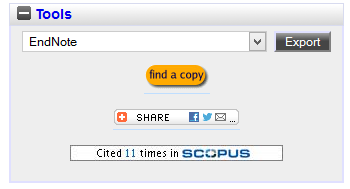 Tools
EndNote Export
find a copy
SHARE ...
Cited 11 times in SCOPUS